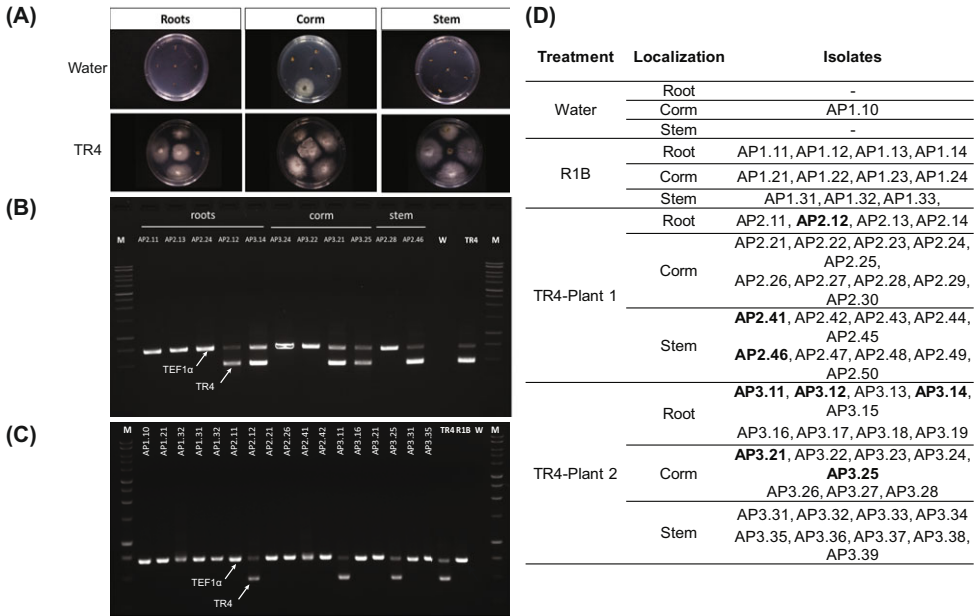 (A)
Roots Corm Stem
Water
TR4
(B)
roots corm stem
M AP2.11 AP2.13 AP2.24 AP2.12 AP3.14 AP3.24 AP3.22 AP3.21 AP3.25 AP2.28 AP2.46 W TR4 M
TEF1α
TR4
(C)
M AP1.10 AP1.21 AP1.32 AP1.31 AP1.32 AP2.11 AP2.12 AP2.21 AP2.26 AP2.41 AP2.42 AP3.11 AP3.16 AP3.21 AP3.25 AP3.31 AP3.35 TR4 R1B W M
TEF1α
TR4
(D)
Treatment Localization Isolates
Water
Root -
Corm AP1.10
Stem -
R1B
Root AP1.11, AP1.12, AP1.13, AP1.14
Corm AP1.21, AP1.22, AP1.23, AP1.24
Stem AP1.31, AP1.32, AP1.33,
TR4-Plant 1
Root AP2.11, AP2.12, AP2.13, AP2.14
Corm
AP2.21, AP2.22, AP2.23, AP2.24,
AP2.25,
AP2.26, AP2.27, AP2.28, AP2.29,
AP2.30
Stem
AP2.41, AP2.42, AP2.43, AP2.44,
AP2.45
AP2.46, AP2.47, AP2.48, AP2.49,
AP2.50
TR4-Plant 2
Root
AP3.11, AP3.12, AP3.13, AP3.14,
AP3.15
AP3.16, AP3.17, AP3.18, AP3.19
Corm
AP3.21, AP3.22, AP3.23, AP3.24,
AP3.25
AP3.26, AP3.27, AP3.28
Stem
AP3.31, AP3.32, AP3.33, AP3.34
AP3.35, AP3.36, AP3.37, AP3.38,
AP3.39